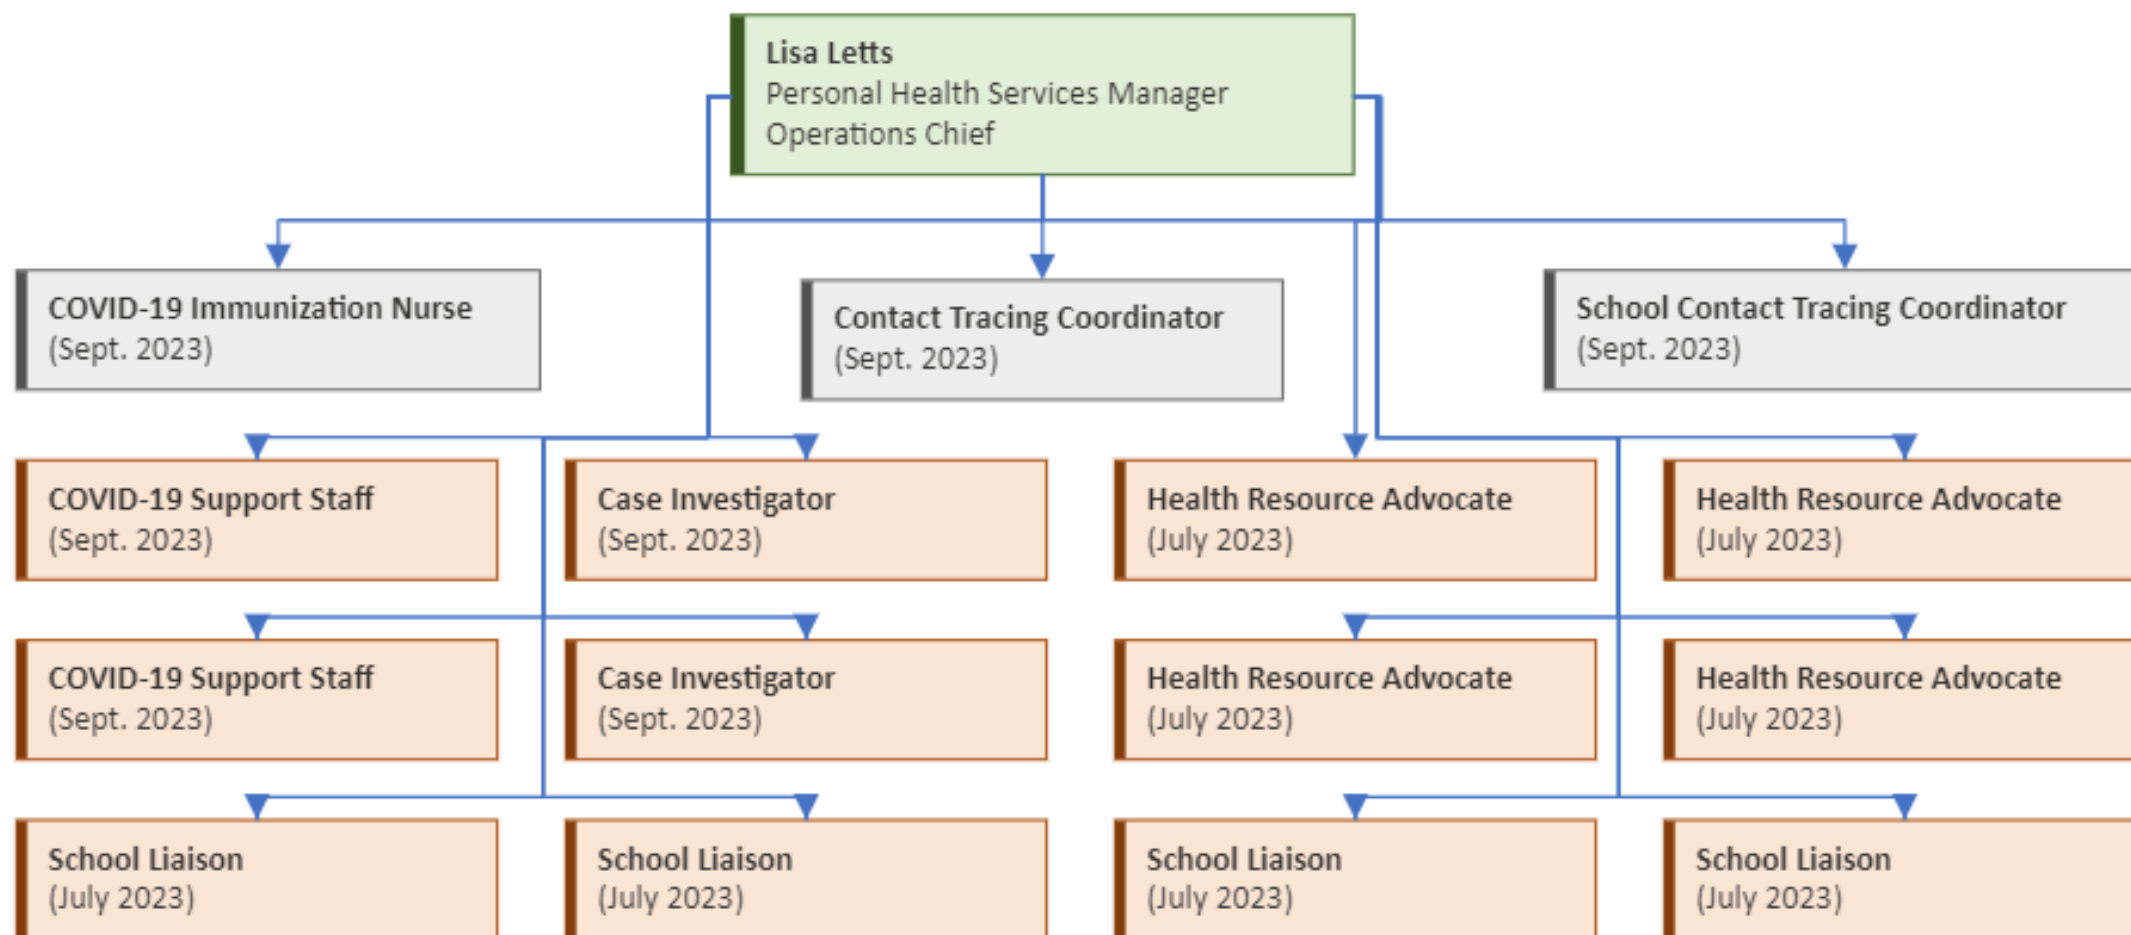 Lisa Letts
Personal Health Services Manager
Operations Chief
COVID-19 Immunization Nurse
(Sept. 2023)
Contact Tracing Coordinator
(Sept. 2023)
School Contact Tracing Coordinator
(Sept. 2023)
COVID-19 Support Staff
(Sept. 2023)
Case Investigator
(Sept. 2023)
Health Resource Advocate
(July 2023)
Health Resource Advocate
(July 2023)
COVID-19 Support Staff
(Sept. 2023)
Case Investigator
(Sept. 2023)
Health Resource Advocate
(July 2023)
Health Resource Advocate
(July 2023)
School Liaison
(July 2023)
School Liaison
(July 2023)
School Liaison
(July 2023)
School Liaison
(July 2023)